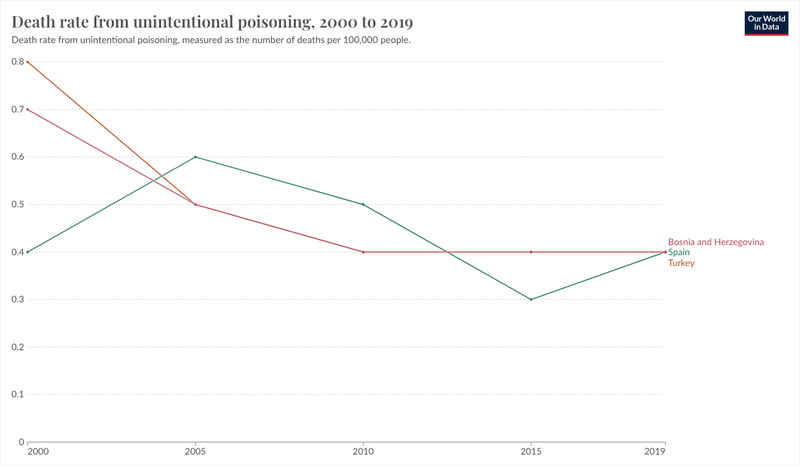 Death rate from unintentional poisoning, 2000 to 2019
Our World
in Data
Death rate from unintentional poisoning, measured as the number of deaths per 100,000 people.
0.8
0.7
0.6
0.5
0.4
0.3
0.2
0.1
0
Bosnia and Herzegovina
Spain
Turkey
2000
2005
2010
2015
2019